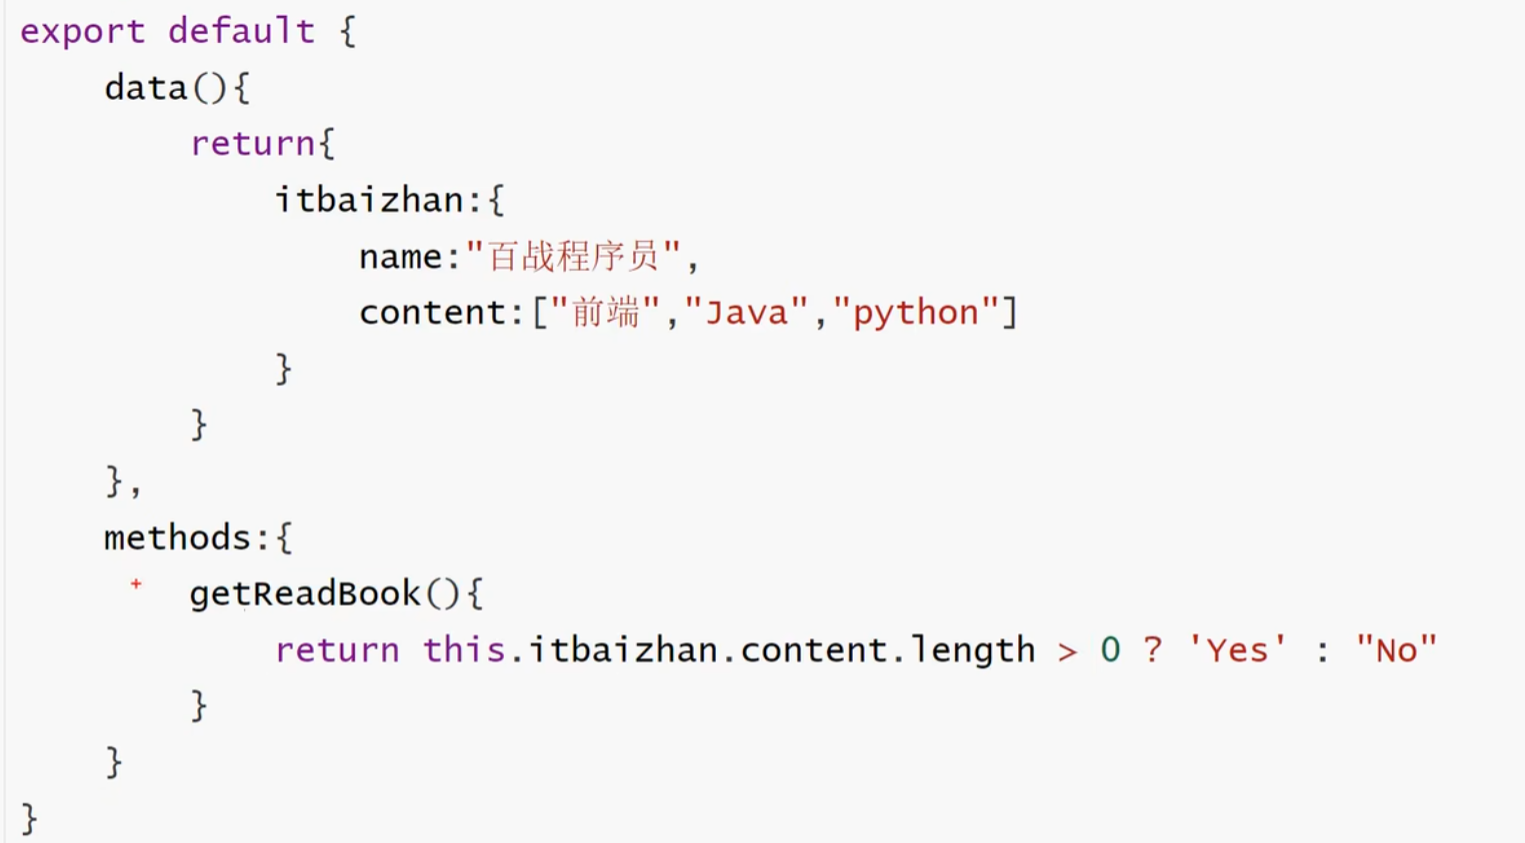 export default {
    data(){
        return{
            itbaizhan:{
                name:"百战程序员",
                content:["前端","Java","python"]
            }
        }
    },
    methods:{
        getReadBook(){
            return this.itbaizhan.content.length > 0 ? 'Yes' : "No"
        }
    }
}